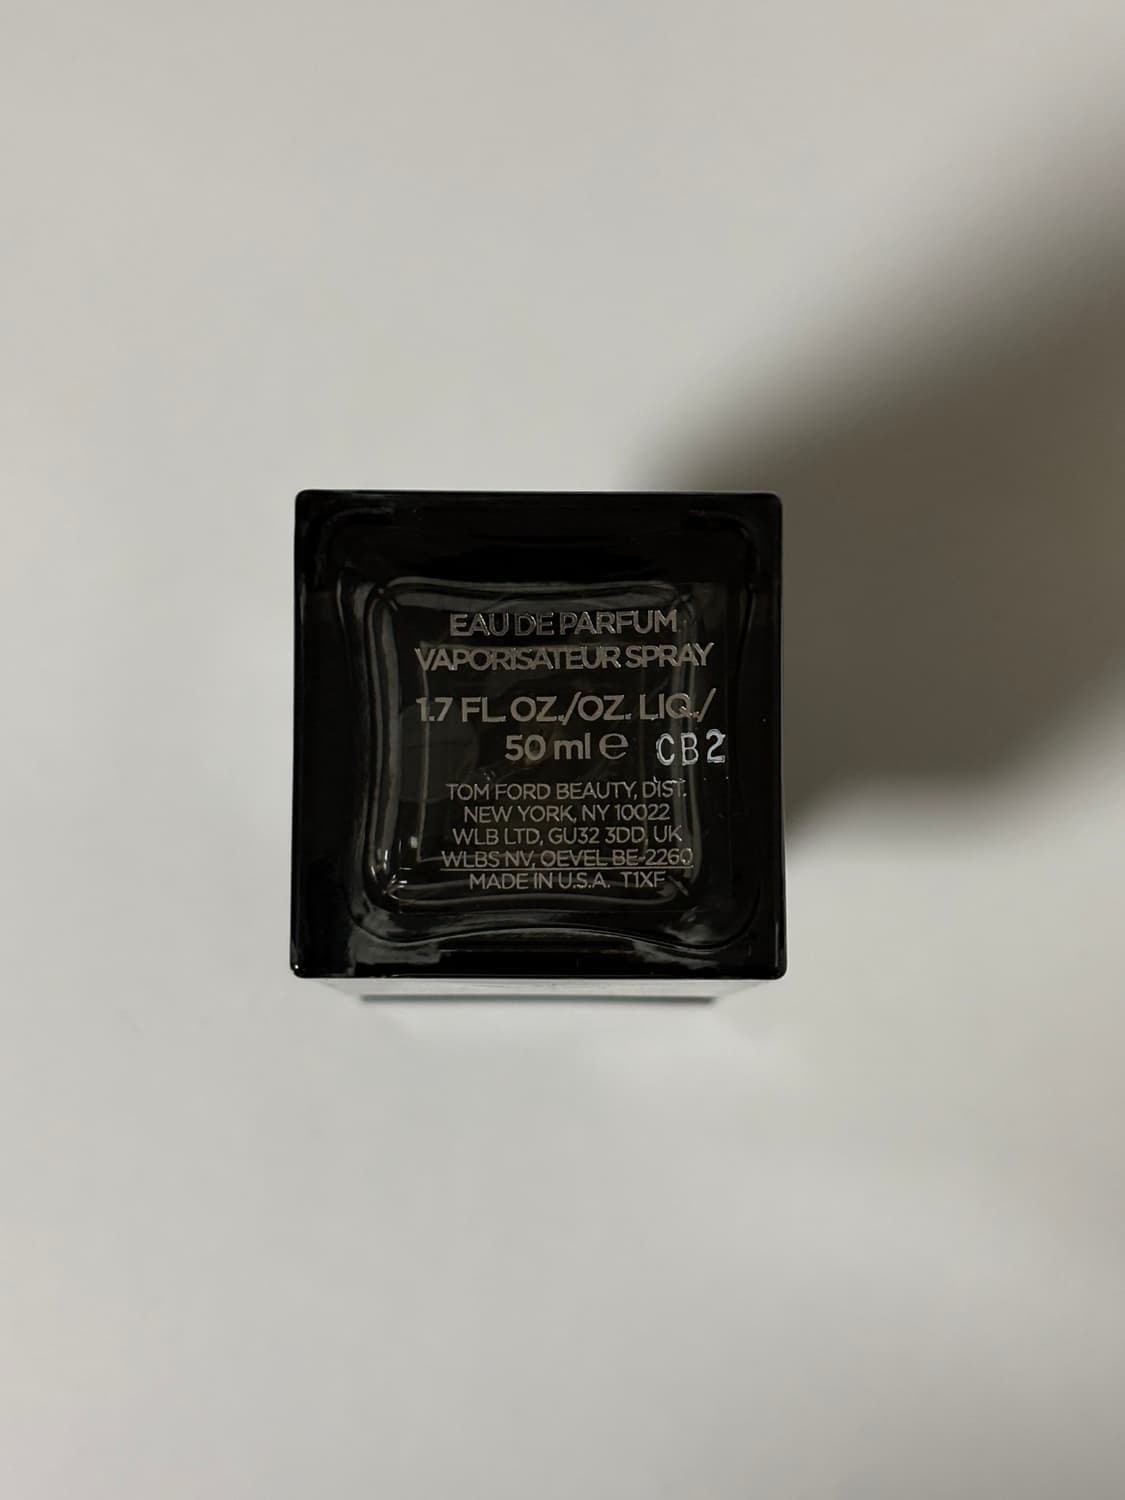 EAU DE PARFUM
VAPORISATEUR SPRAY
1.7 FL. OZ./OZ. LIQ./
50 ml ℮ CB2
TOM FORD BEAUTY, DIST.
NEW YORK, NY 10022
WLB LTD, GU32 3DD, UK
WLBS NV, OEVEL BE-2260
MADE IN U.S.A. T1XF